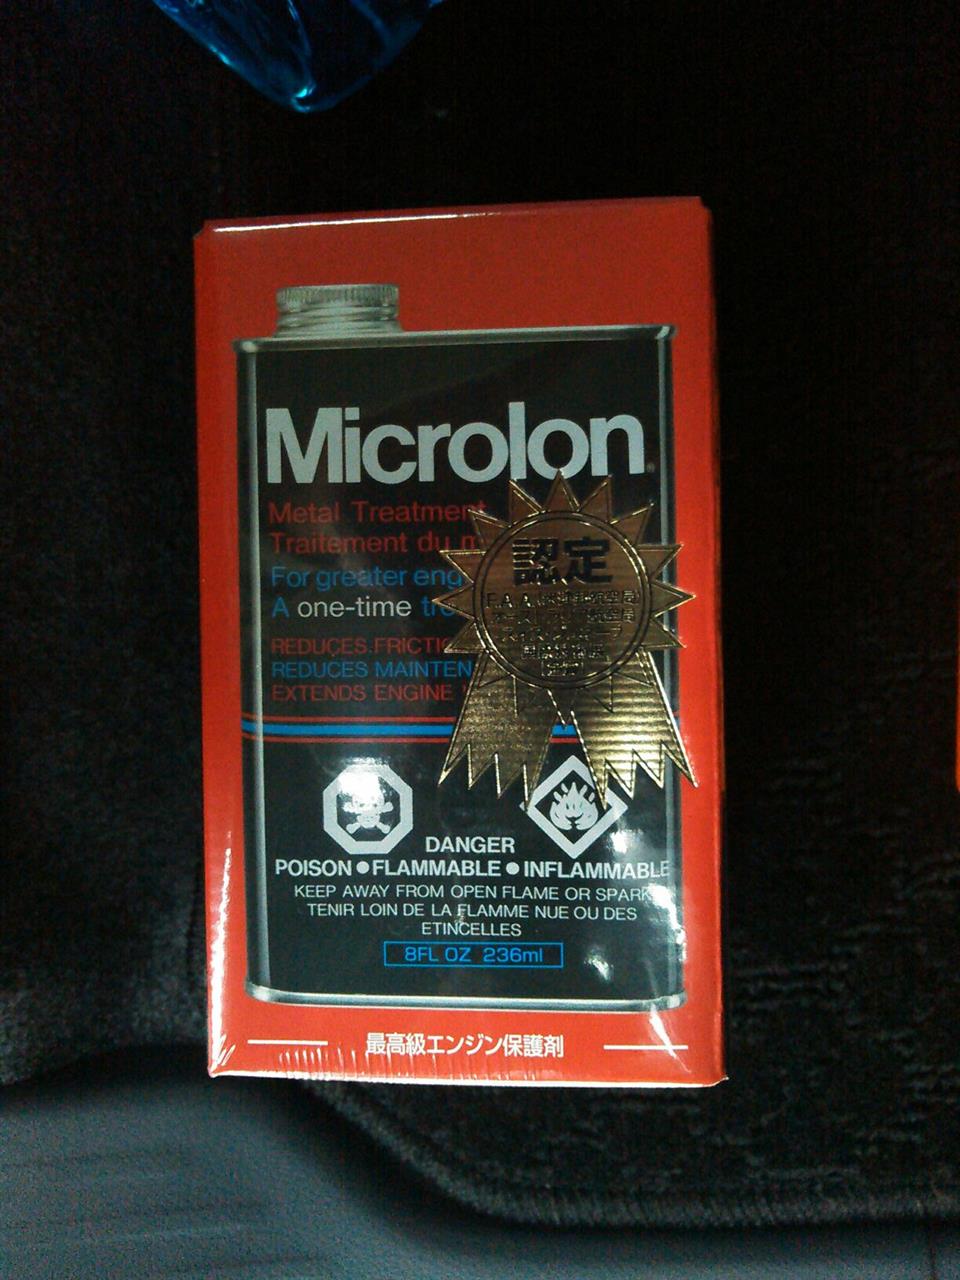 Microlon
Metal Treatment
Traitement du m
For greater eng
A one-time tre
REDUCES FRICTIO
REDUCES MAINTEN
EXTENDS ENGINE
認定
F.A.A.
DANGER
POISON ● FLAMMABLE ● INFLAMMABLE
KEEP AWAY FROM OPEN FLAME OR SPARK
TENIR LOIN DE LA FLAMME NUE OU DES
ETINCELLES
8FL OZ 236ml
最高級エンジン保護剤